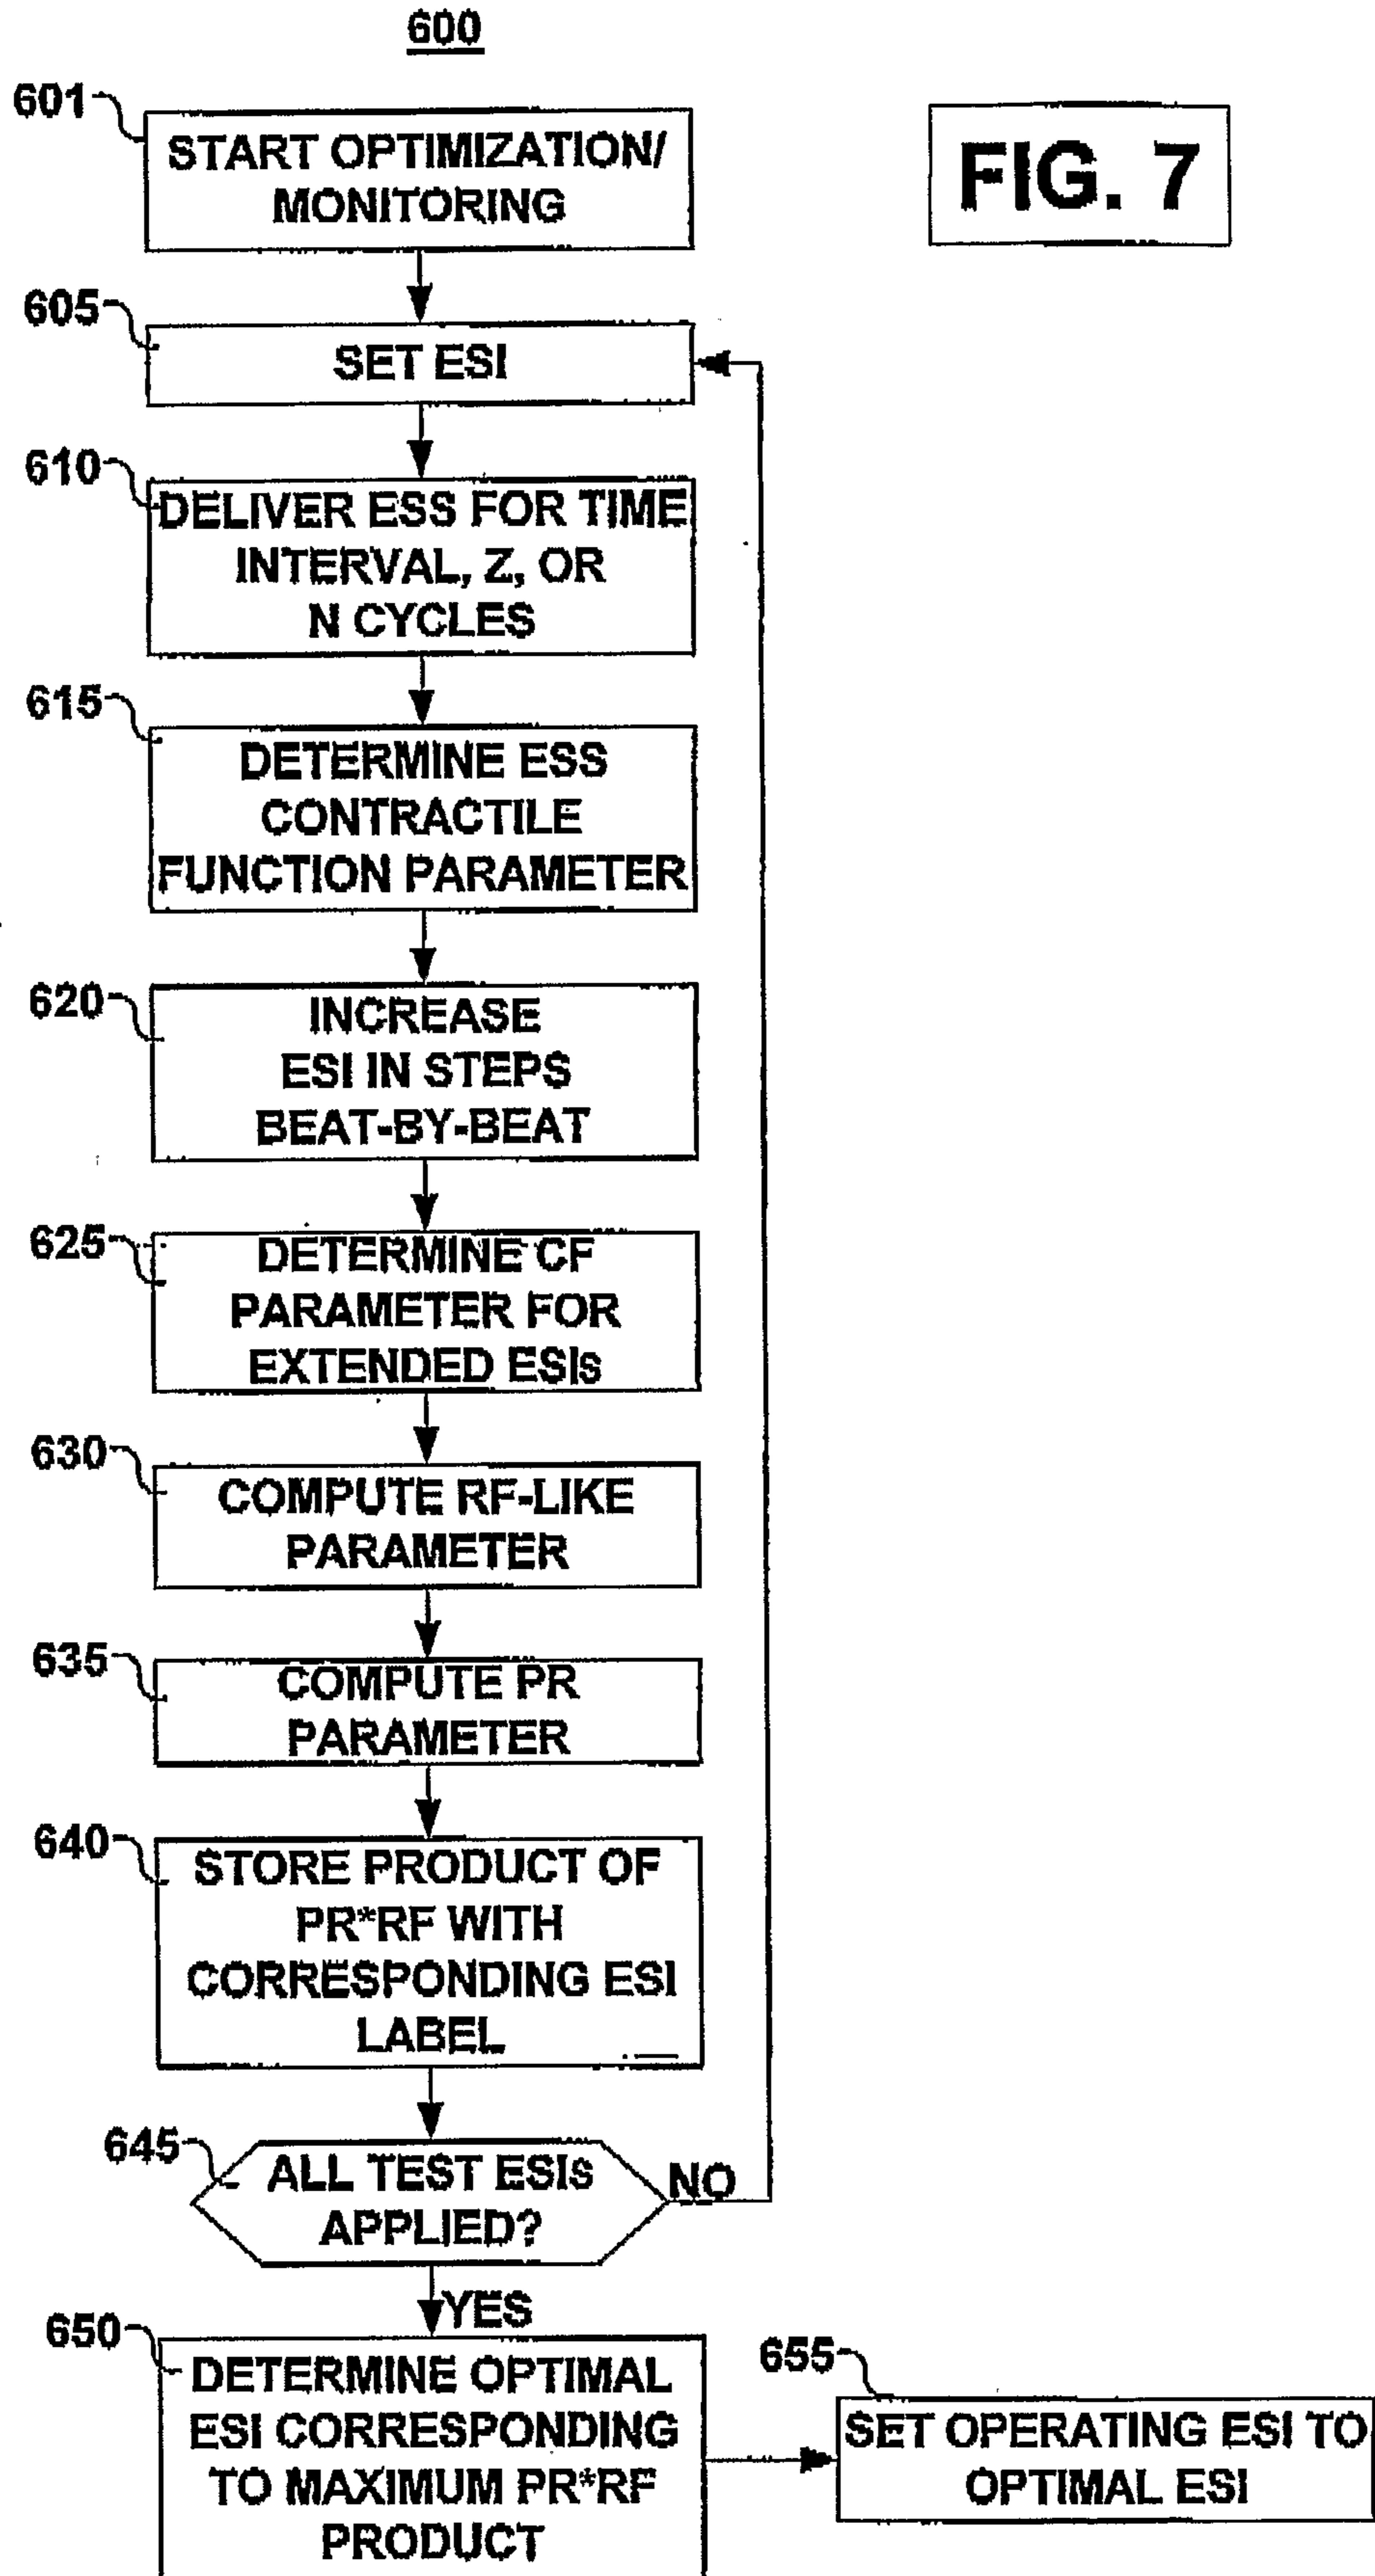 600
FIG. 7
601
START OPTIMIZATION/
MONITORING
605
SET ESI
610
DELIVER ESS FOR TIME
INTERVAL, Z, OR
N CYCLES
615
DETERMINE ESS
CONTRACTILE
FUNCTION PARAMETER
620
INCREASE
ESI IN STEPS
BEAT-BY-BEAT
625
DETERMINE CF
PARAMETER FOR
EXTENDED ESIs
630
COMPUTE RF-LIKE
PARAMETER
635
COMPUTE PR
PARAMETER
640
STORE PRODUCT OF
PR*RF WITH
CORRESPONDING ESI
LABEL
645
ALL TEST ESIs
APPLIED?
NO
YES
650
DETERMINE OPTIMAL
ESI CORRESPONDING
TO MAXIMUM PR*RF
PRODUCT
655
SET OPERATING ESI TO
OPTIMAL ESI